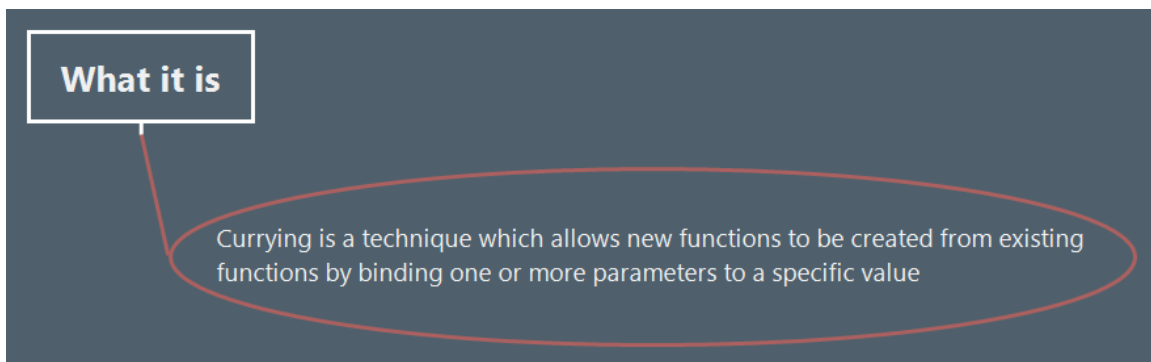 What it is
Currying is a technique which allows new functions to be created from existing
functions by binding one or more parameters to a specific value